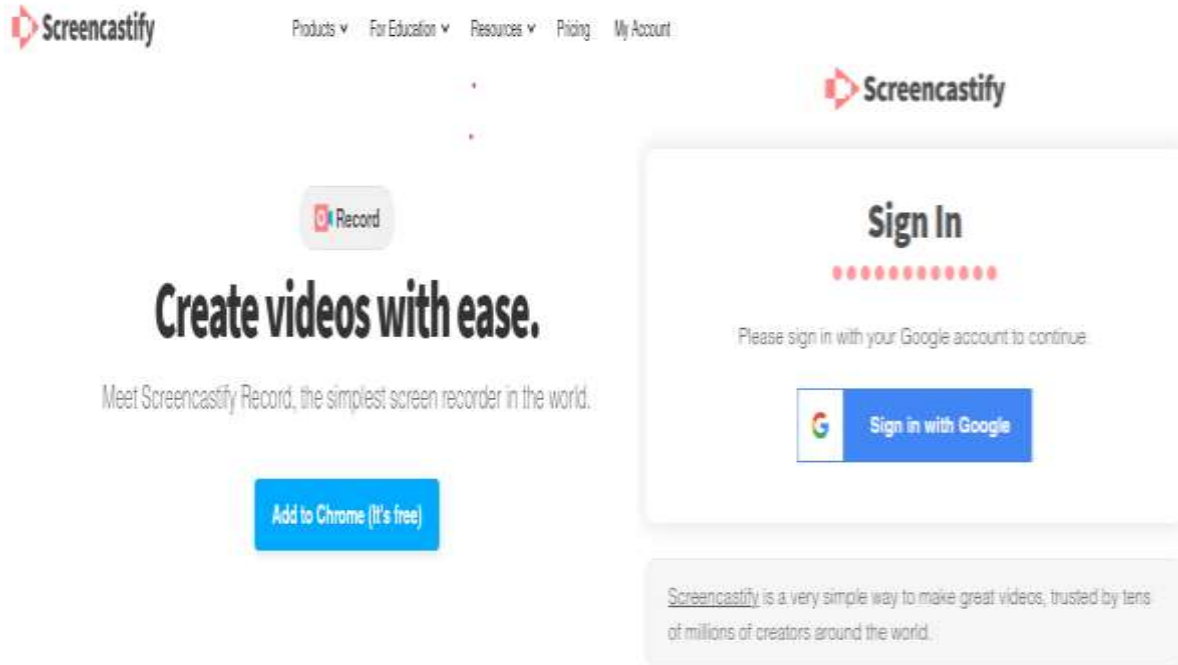 Screencastify
Products For Education Resources Pricing My Account
Record
Create videos with ease.
Meet Screencastify Record, the simplest screen recorder in the world.
Add to Chrome (It's free)
Screencastify
Sign In
Please sign in with your Google account to continue.
G Sign in with Google
Screencastify is a very simple way to make great videos, trusted by tens
of millions of creators around the world.